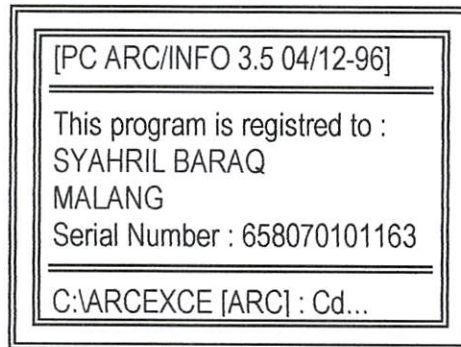 [PC ARC/INFO 3.5 04/12-96]
This program is registred to :
SYAHRIL BARAQ
MALANG
Serial Number : 658070101163
C:\ARCEXCE [ARC] : Cd...